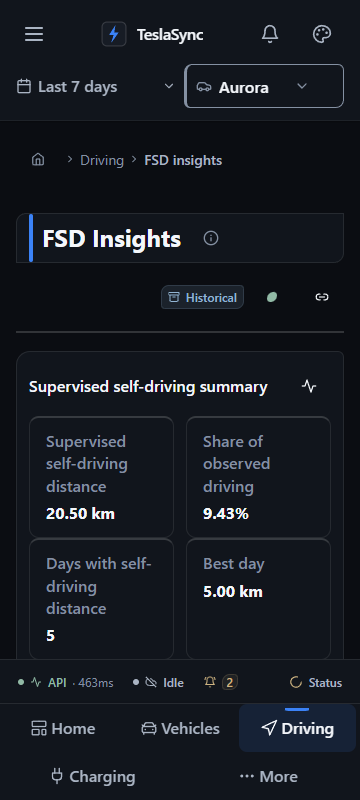 TeslaSync
Last 7 days
Aurora
Driving
FSD insights
FSD Insights
Historical
Supervised self-driving summary
Supervised
self-driving
distance
20.50 km
Share of
observed
driving
9.43%
Days with self-
driving
distance
5
Best day
5.00 km
API · 463ms
Idle
2
Status
Home
Vehicles
Driving
Charging
More